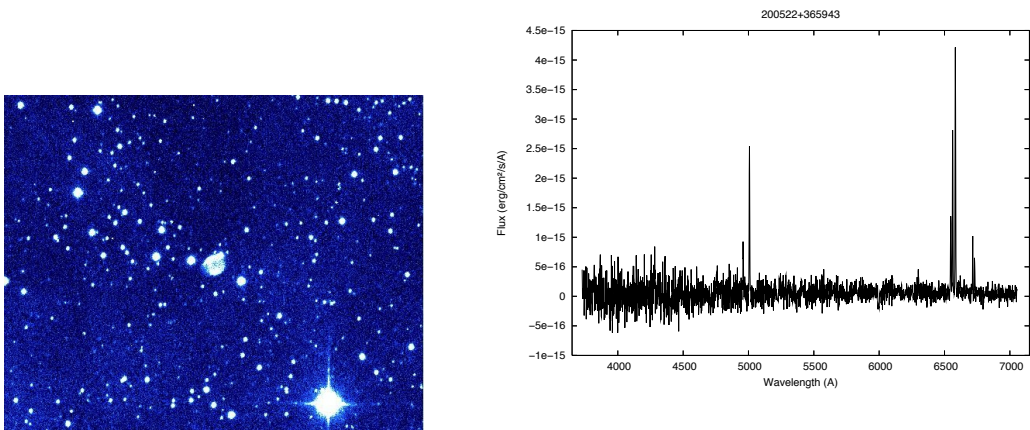 200522+365943
4.5e−15
4e−15
3.5e−15
3e−15
2.5e−15
2e−15
1.5e−15
1e−15
5e−16
0
−5e−16
−1e−15
Flux (erg/cm²/s/A)
4000 4500 5000 5500 6000 6500 7000
Wavelength (A)